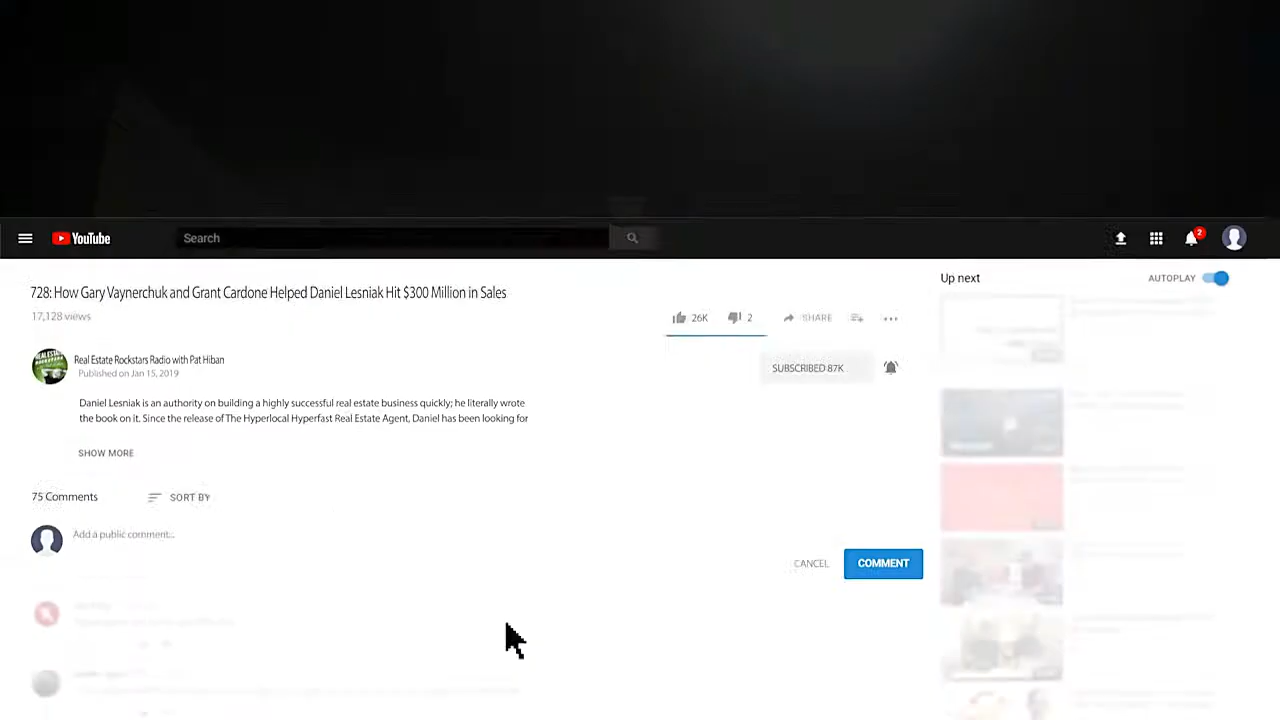 YouTube
Search
2
728: How Gary Vaynerchuk and Grant Cardone Helped Daniel Lesniak Hit $300 Million in Sales
17,128 views
26K
2
SHARE
Real Estate Rockstars Radio with Pat Hiban
Published on Jan 15, 2019
SUBSCRIBED 87K
Daniel Lesniak is an authority on building a highly successful real estate business quickly; he literally wrote
the book on it. Since the release of The Hyperlocal Hyperfast Real Estate Agent, Daniel has been looking for
SHOW MORE
75 Comments
SORT BY
Add a public comment...
CANCEL
COMMENT
Up next
AUTOPLAY